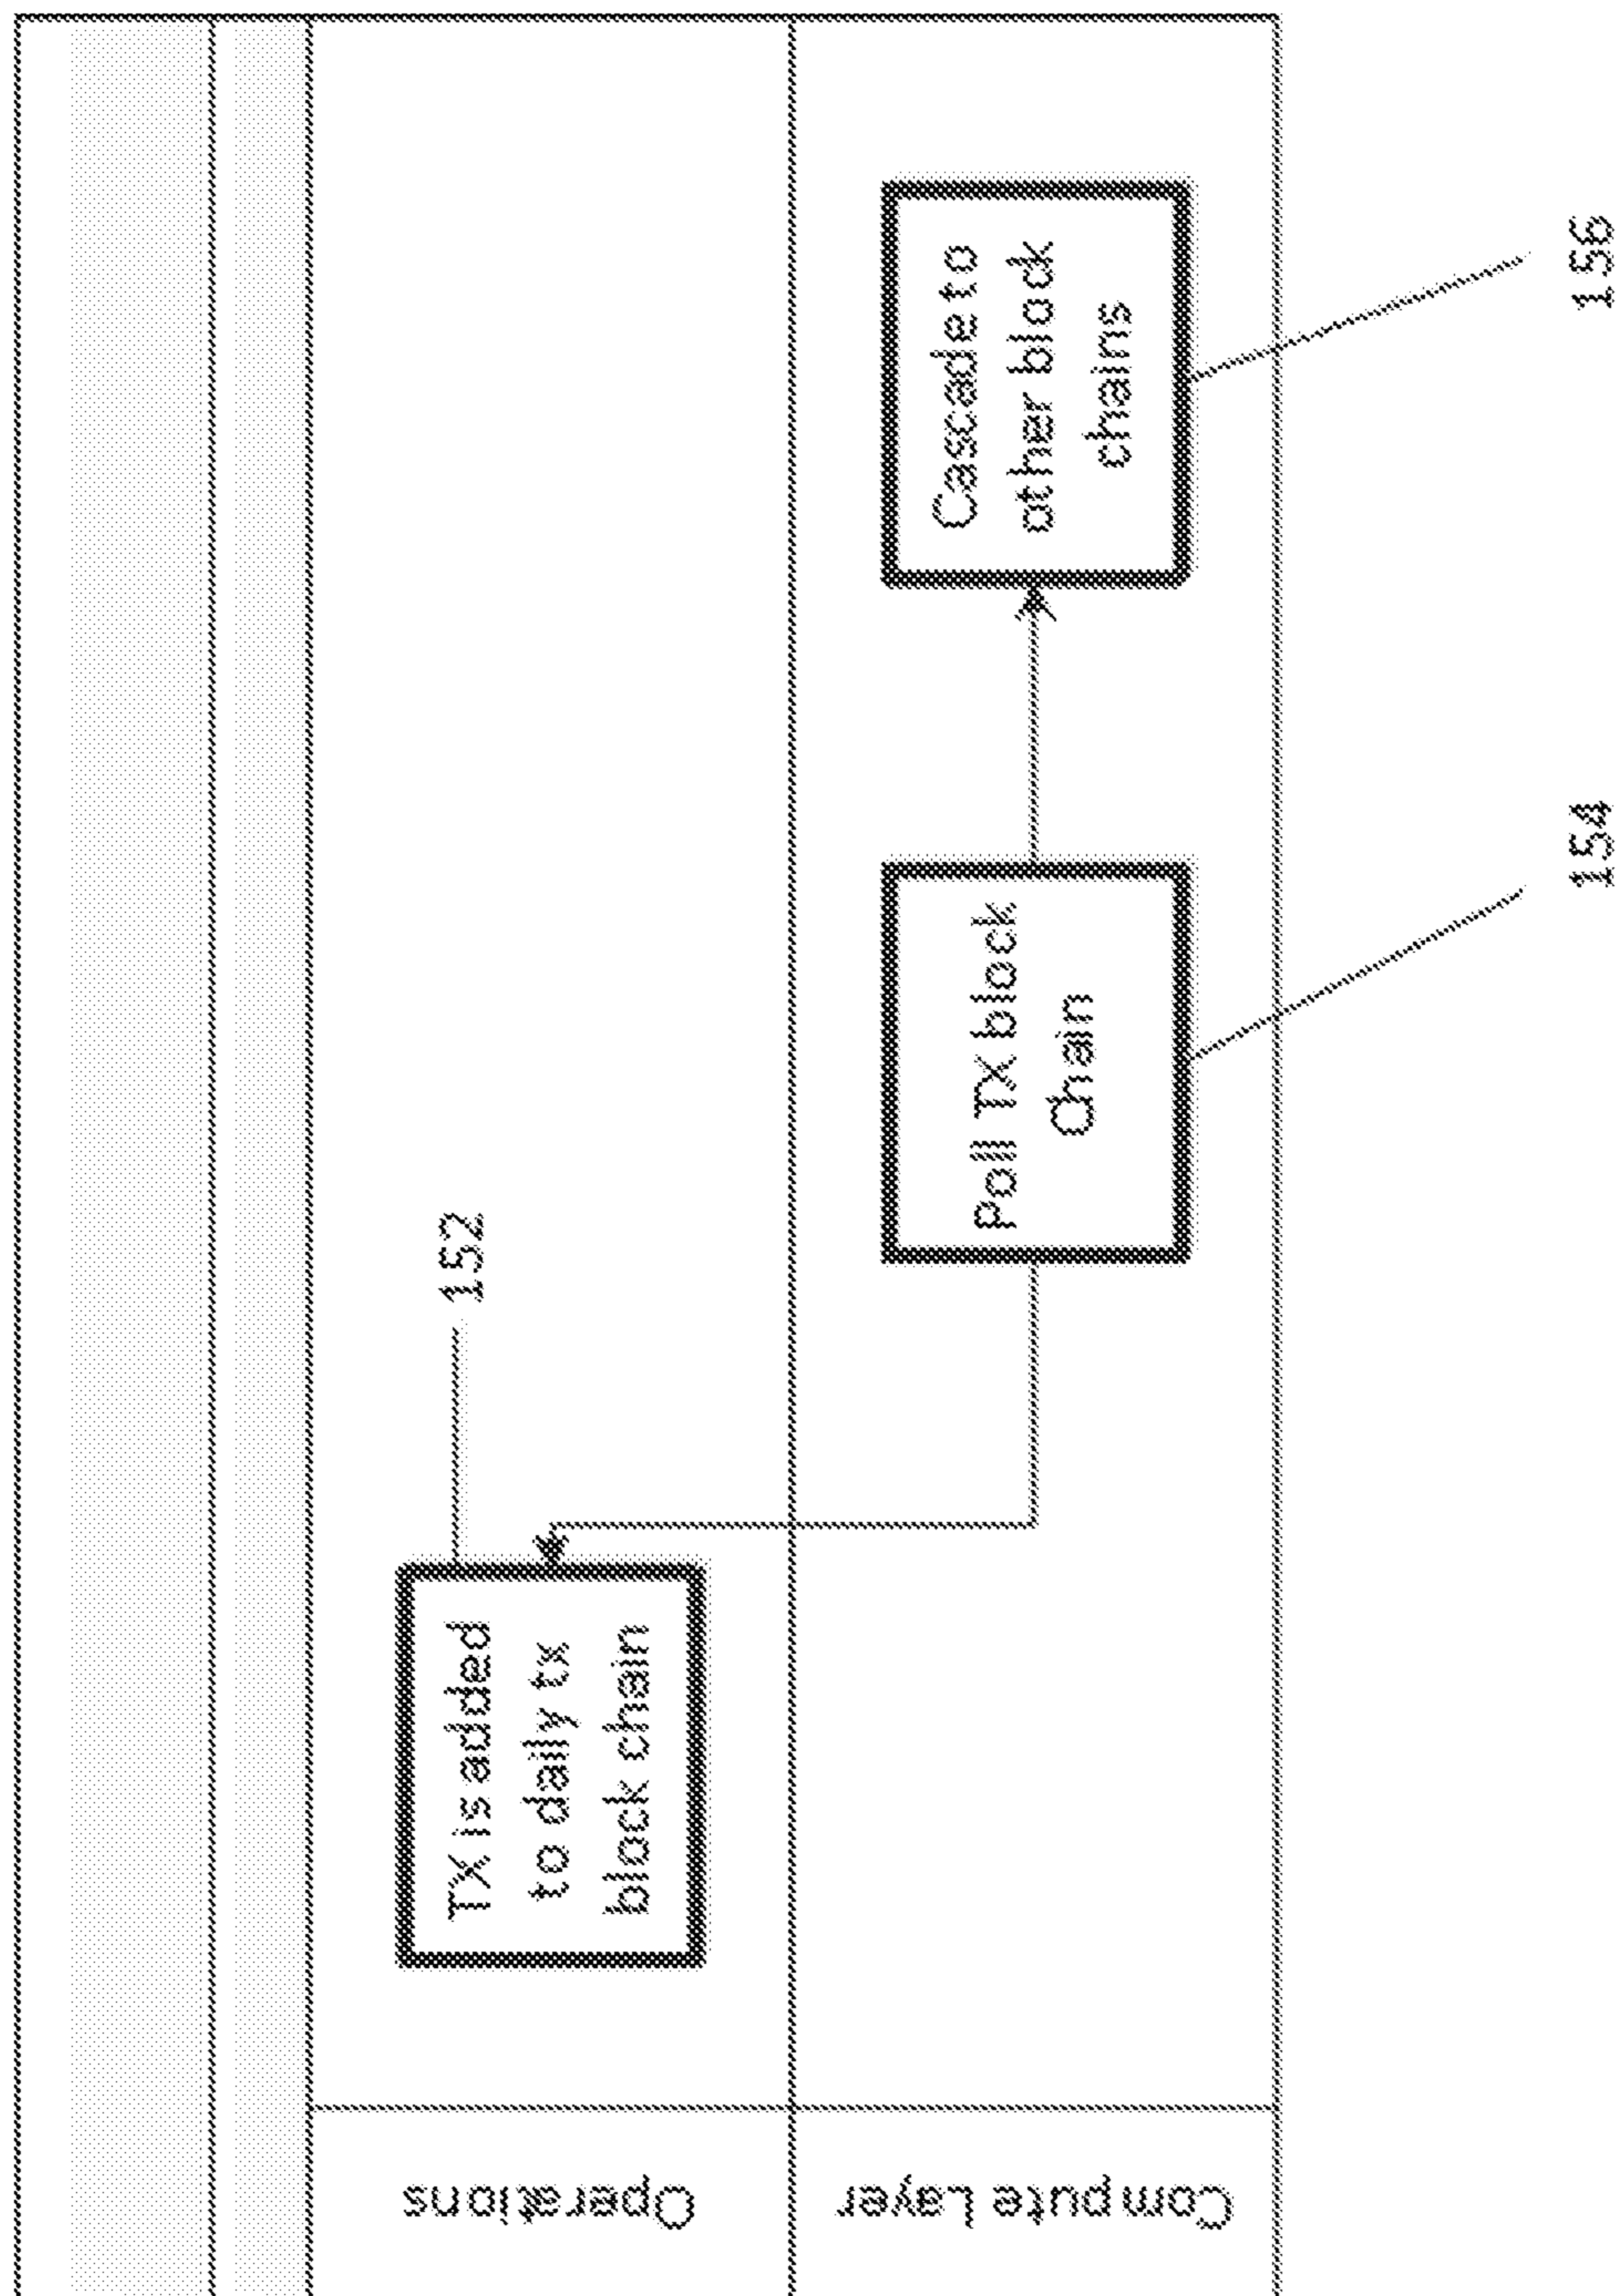 Operations
TX is added
to daily tx
block chain
152
Compute Layer
Poll TX block
Chain
154
Cascade to
other block
chains
156